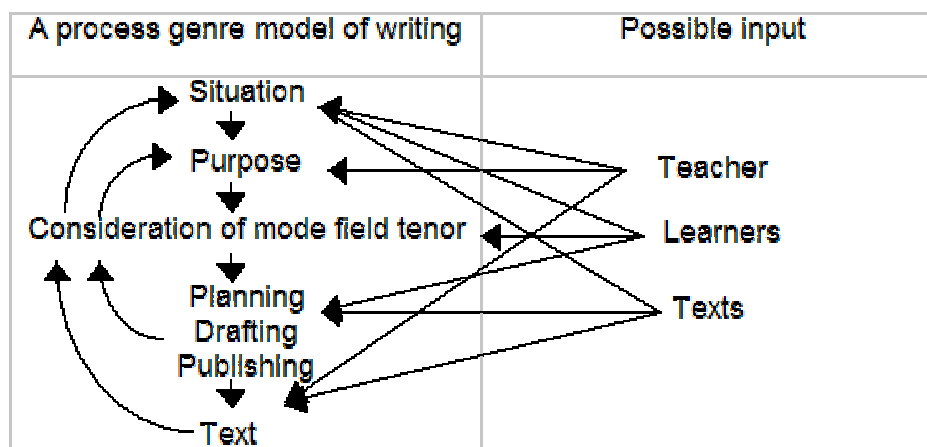 A process genre model of writing
Possible input
Situation
Purpose
Teacher
Consideration of mode field tenor
Learners
Planning
Texts
Drafting
Publishing
Text